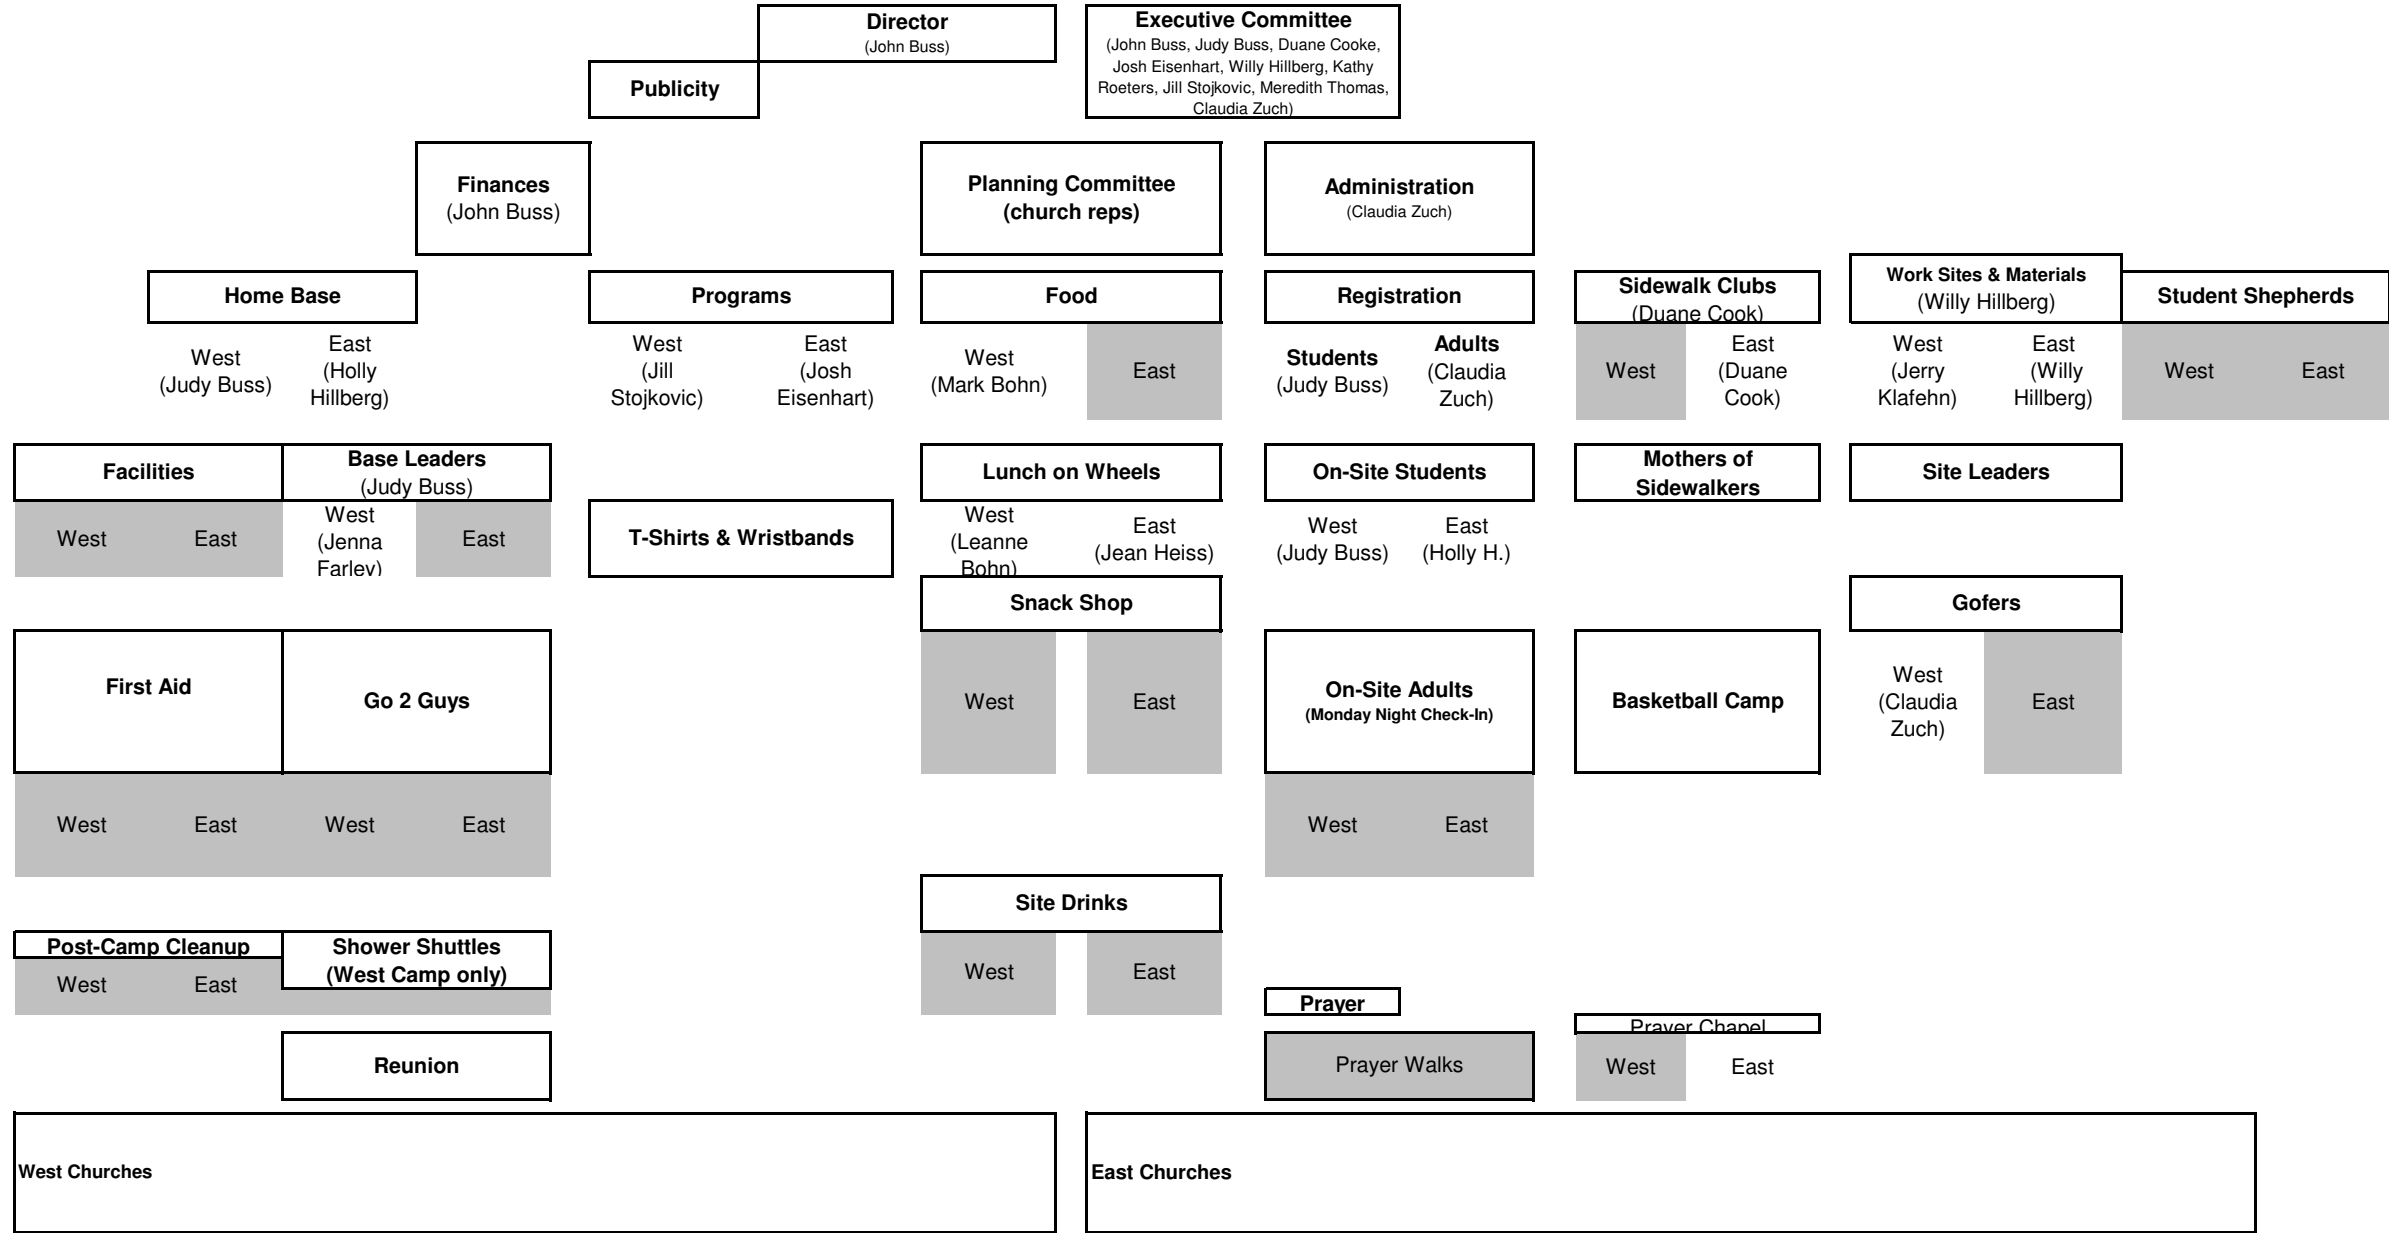 Director
(John Buss)
Executive Committee
(John Buss, Judy Buss, Duane Cooke,
Josh Eisenhart, Willy Hillberg, Kathy
Roeters, Jill Stojkovic, Meredith Thomas,
Claudia Zuch)
Publicity
Finances
(John Buss)
Planning Committee
(church reps)
Administration
(Claudia Zuch)
Home Base
Programs
Food
Registration
Sidewalk Clubs
(Duane Cook)
Work Sites & Materials
(Willy Hillberg)
Student Shepherds
West
(Judy Buss)
East
(Holly
Hillberg)
West
(Jill
Stojkovic)
East
(Josh
Eisenhart)
West
(Mark Bohn)
East
Students
(Judy Buss)
Adults
(Claudia
Zuch)
West
East
(Duane
Cook)
West
(Jerry
Klafehn)
East
(Willy
Hillberg)
West
East
Facilities
Base Leaders
(Judy Buss)
Lunch on Wheels
On-Site Students
Mothers of
Sidewalkers
Site Leaders
West
East
West
(Jenna
Farley)
East
T-Shirts & Wristbands
West
(Leanne
Bohn)
East
(Jean Heiss)
West
(Judy Buss)
East
(Holly H.)
Snack Shop
Gofers
First Aid
Go 2 Guys
West
East
On-Site Adults
(Monday Night Check-In)
Basketball Camp
West
(Claudia
Zuch)
East
West
East
West
East
West
East
Site Drinks
Post-Camp Cleanup
Shower Shuttles
(West Camp only)
West
East
West
East
Prayer
Prayer Chapel
Reunion
Prayer Walks
West
East
West Churches
East Churches